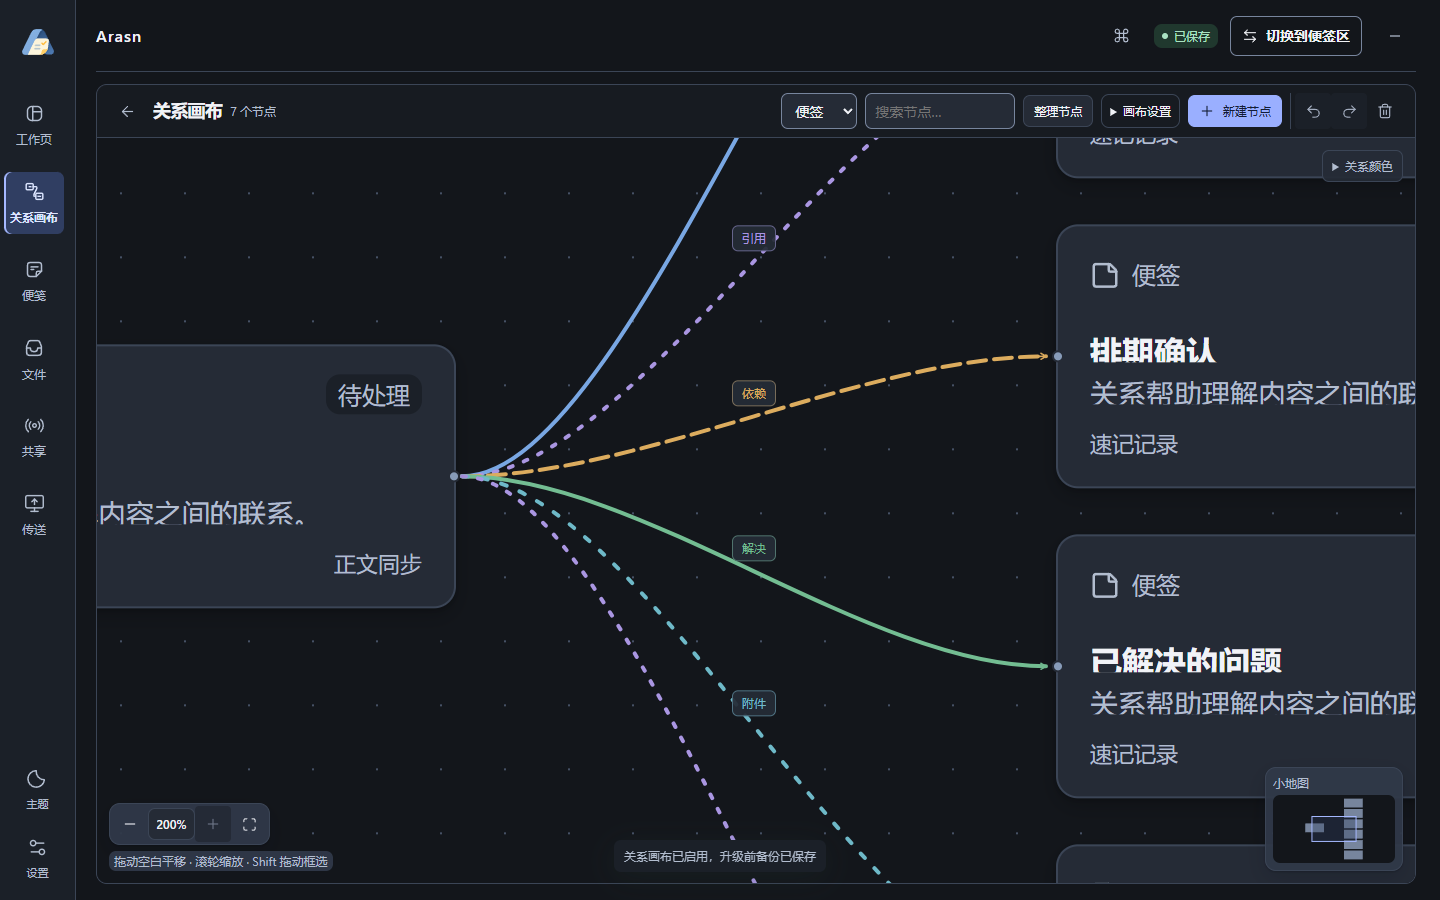 Arasn
已保存
切换到便签区
工作页
关系画布
便笺
文件
共享
传送
主题
设置
关系画布
7 个节点
便签
搜索节点...
整理节点
画布设置
新建节点
速记记录
关系颜色
引用
依赖
解决
附件
待处理
内容之间的联系。
正文同步
便签
排期确认
关系帮助理解内容之间的联
速记记录
便签
已解决的问题
关系帮助理解内容之间的联
速记记录
小地图
200%
拖动空白平移 · 滚轮缩放 · Shift 拖动框选
关系画布已启用，升级前备份已保存